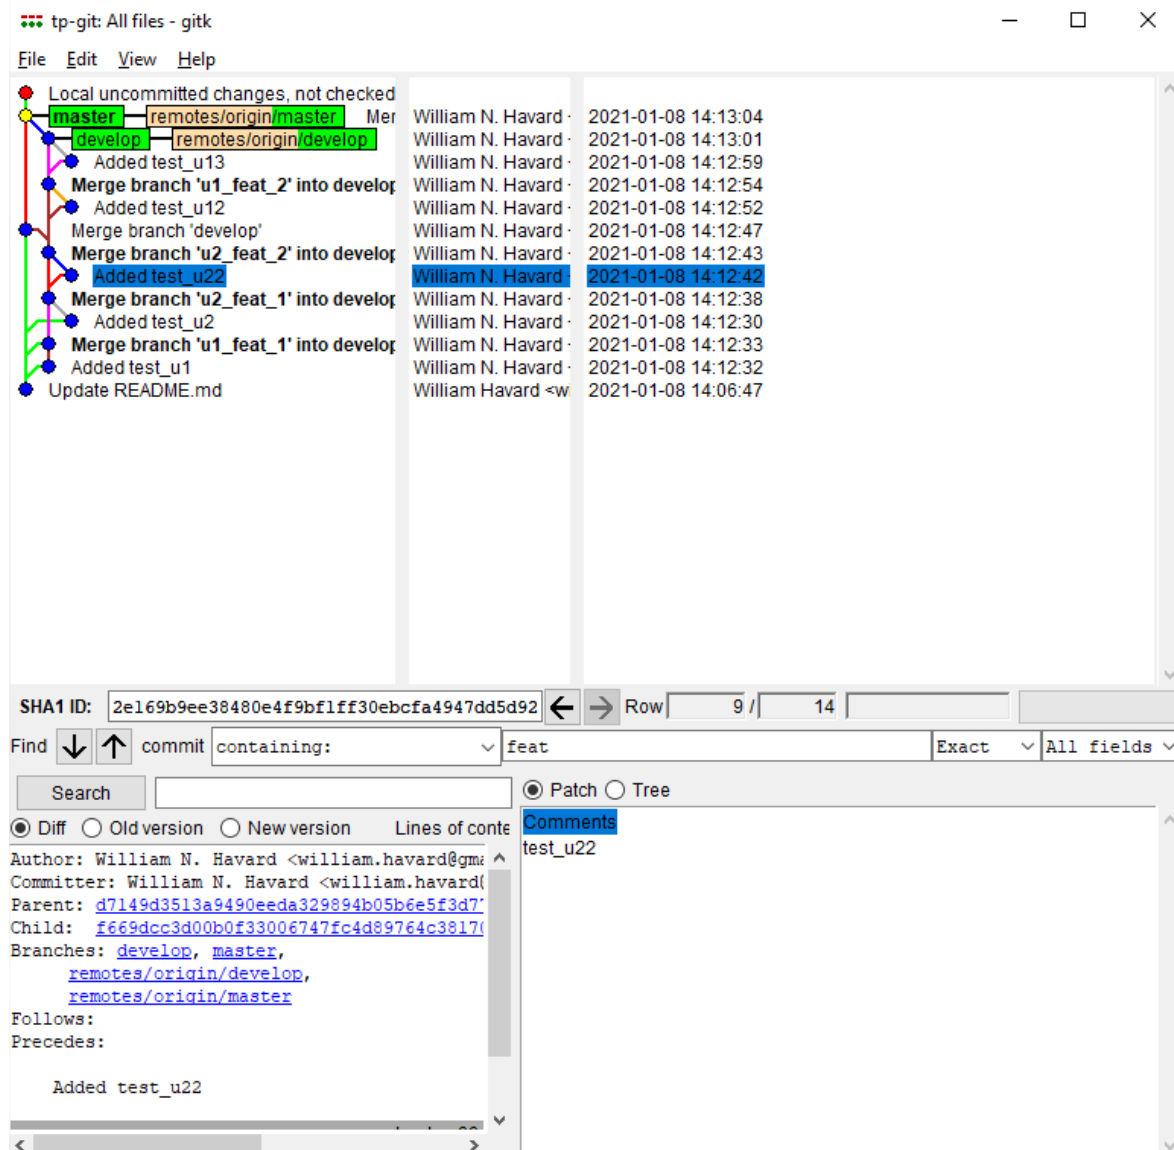 tp-git: All files - gitk
File Edit View Help
Local uncommitted changes, not checked
master remotes/origin/master Mer William N. Havard 2021-01-08 14:13:04
develop remotes/origin/develop William N. Havard 2021-01-08 14:13:01
Added test_u13 William N. Havard 2021-01-08 14:12:59
Merge branch 'u1_feat_2' into develop William N. Havard 2021-01-08 14:12:54
Added test_u12 William N. Havard 2021-01-08 14:12:52
Merge branch 'develop' William N. Havard 2021-01-08 14:12:47
Merge branch 'u2_feat_2' into develop William N. Havard 2021-01-08 14:12:43
Added test_u22 William N. Havard 2021-01-08 14:12:42
Merge branch 'u2_feat_1' into develop William N. Havard 2021-01-08 14:12:38
Added test_u2 William N. Havard 2021-01-08 14:12:30
Merge branch 'u1_feat_1' into develop William N. Havard 2021-01-08 14:12:33
Added test_u1 William N. Havard 2021-01-08 14:12:32
Update README.md William Havard <wi 2021-01-08 14:06:47
SHA1 ID: 2e169b9ee38480e4f9bf1ff30ebcfa4947dd5d92 Row 9 / 14
Find commit containing: feat Exact All fields
Search Patch Tree
Diff Old version New version Lines of conte
Comments
test_u22
Author: William N. Havard <william.havard@gma
Committer: William N. Havard <william.havard@
Parent: d7149d3513a9490eeda329894b05b6e5f3d7
Child: f669dcc3d00b0f33006747fc4d89764c3817
Branches: develop, master,
remotes/origin/develop,
remotes/origin/master
Follows:
Precedes:
Added test_u22